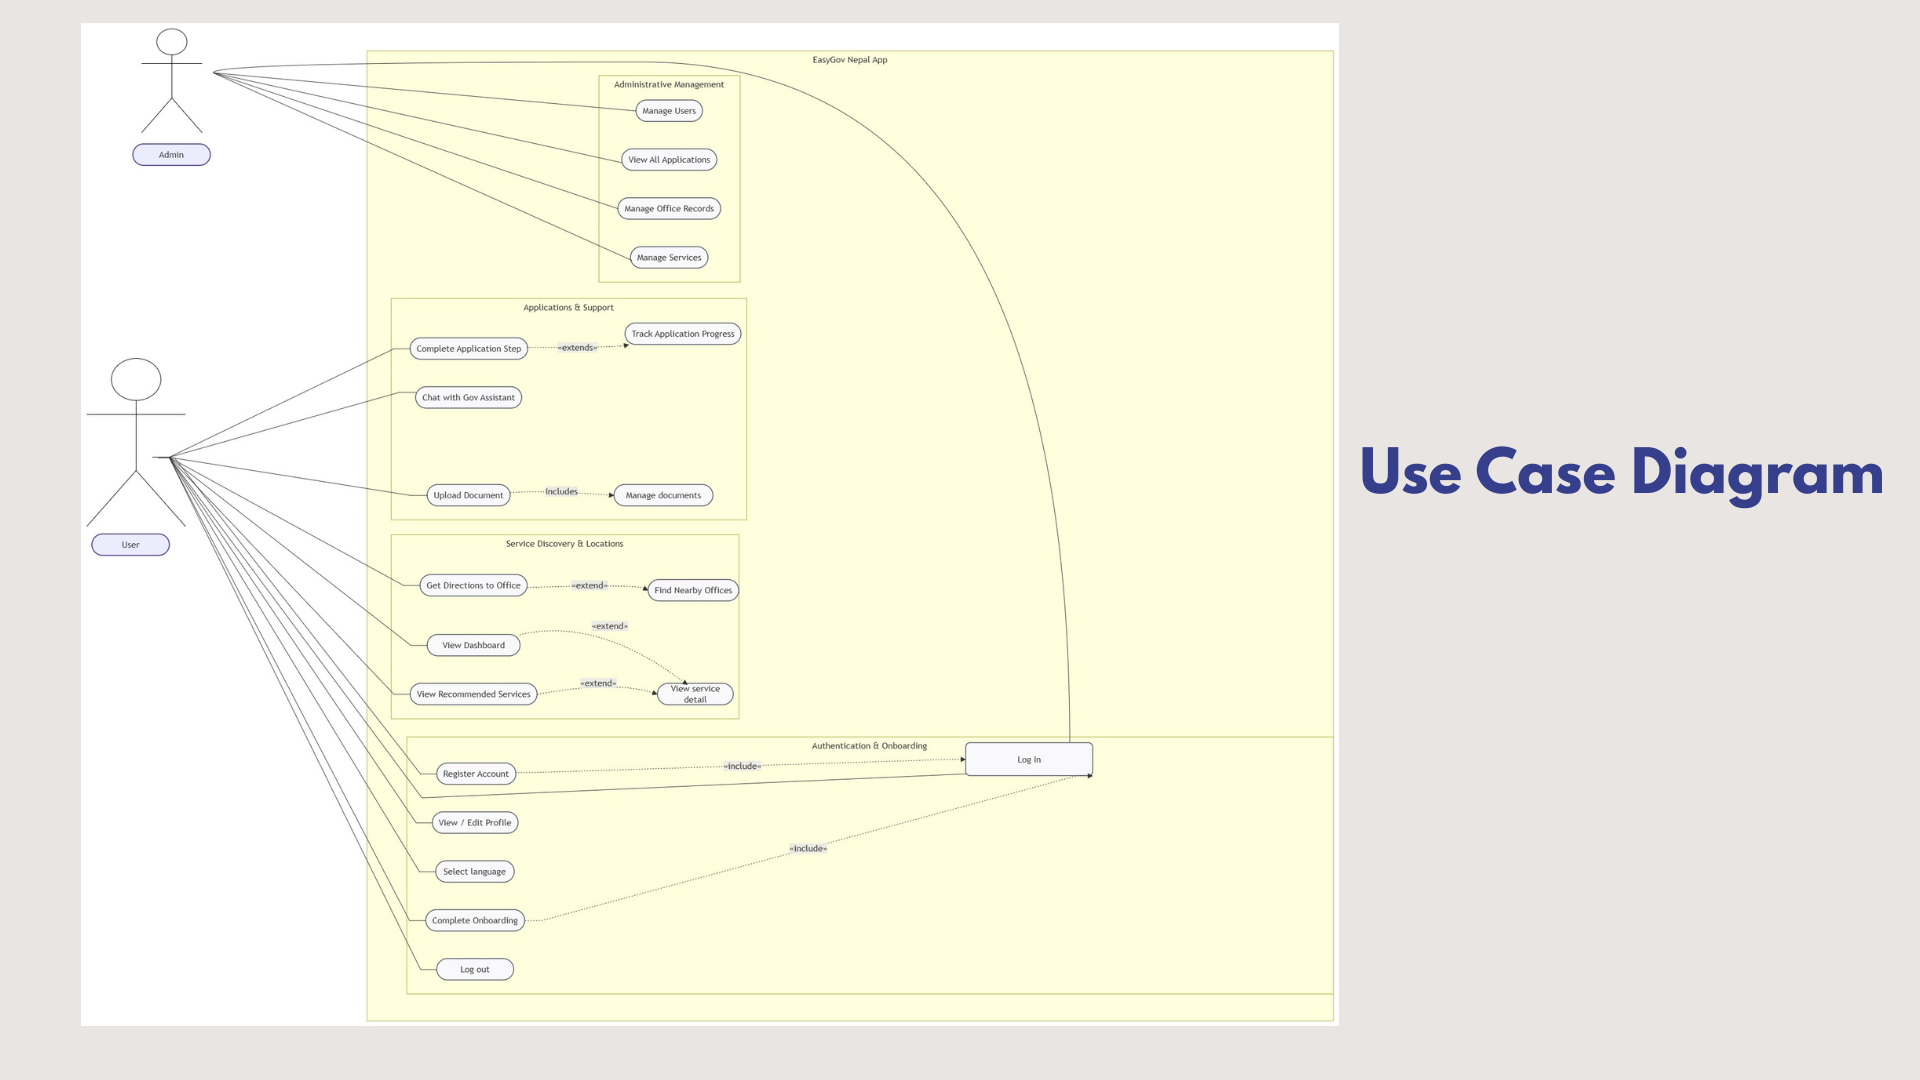 EasyGov Nepal App
Administrative Management
Manage Users
Admin
View All Applications
Manage Office Records
Manage Services
Applications & Support
Track Application Progress
Complete Application Step
«extends»
Chat with Gov Assistant
Use Case Diagram
Upload Document
Includes
Manage documents
User
Service Discovery & Locations
Get Directions to Office
«extend»
Find Nearby Offices
«extend»
View Dashboard
View Recommended Services
«extend»
View service
detail
Authentication & Onboarding
Log In
Register Account
«include»
View / Edit Profile
«include»
Select language
Complete Onboarding
Log out